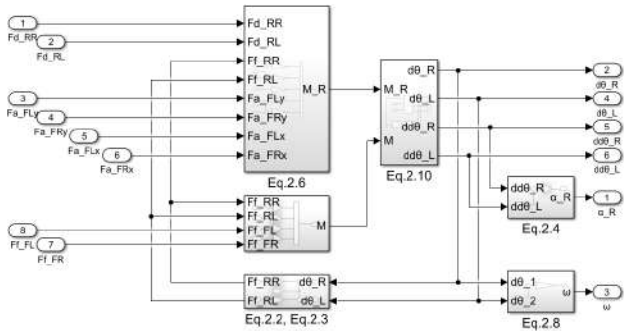 1
Fd_RR
2
Fd_RL
3
Fa_FLy
4
Fa_FRy
5
Fa_FLx
6
Fa_FRx
8
Ff_FL
7
Ff_FR
Fd_RR
Fd_RL
Ff_RR
Ff_RL
Fa_FLy
Fa_FRy
Fa_FLx
Fa_FRx
M_R
Eq.2.6
Ff_RR
Ff_RL
Ff_FL
Ff_FR
M
Ff_RR dθ_R
Ff_RL dθ_L
Eq.2.2, Eq.2.3
M_R
M
dθ_R
dθ_L
ddθ_R
ddθ_L
Eq.2.10
ddθ_R
ddθ_L
α_R
Eq.2.4
dθ_1
dθ_2
ω
Eq.2.8
2
dθ_R
4
dθ_L
5
ddθ_R
6
ddθ_L
1
α_R
3
ω